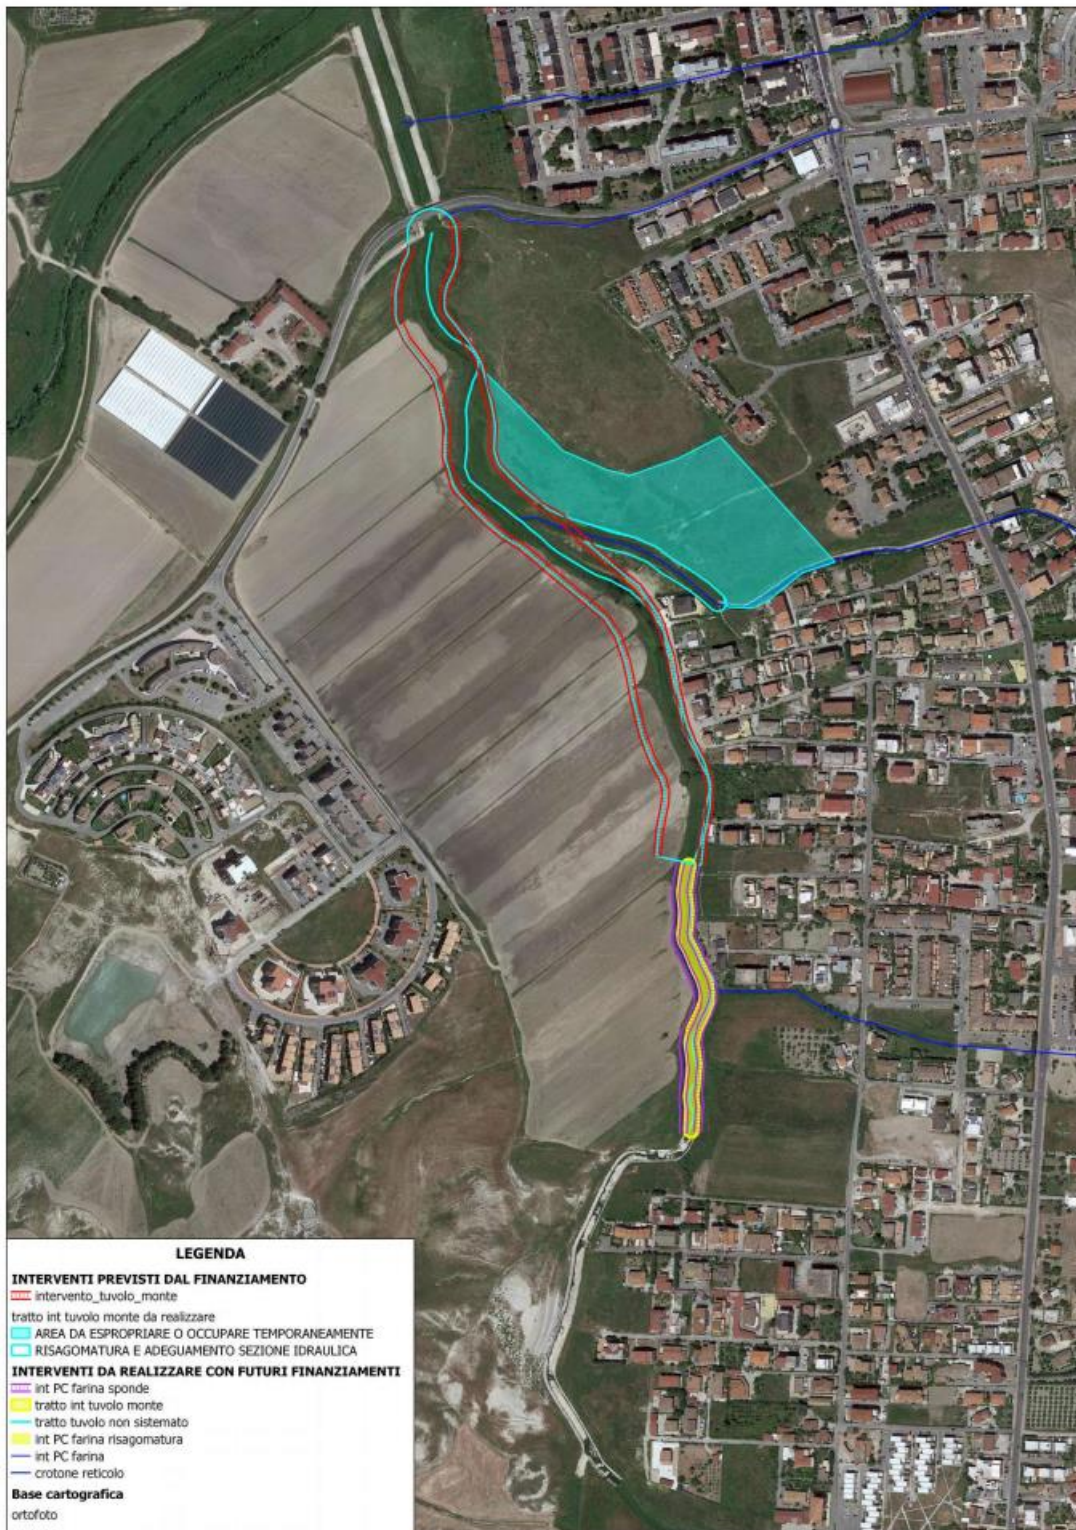 LEGENDA
INTERVENTI PREVISTI DAL FINANZIAMENTO
intervento_tuvolo_monte
tratto int tuvolo monte da realizzare
AREA DA ESPROPRIARE O OCCUPARE TEMPORANEAMENTE
RISAGOMATURA E ADEGUAMENTO SEZIONE IDRAULICA
INTERVENTI DA REALIZZARE CON FUTURI FINANZIAMENTI
int PC farina sponde
tratto int tuvolo monte
tratto tuvolo non sistemato
int PC farina risagomatura
int PC farina
crotone reticolo
Base cartografica
ortofoto